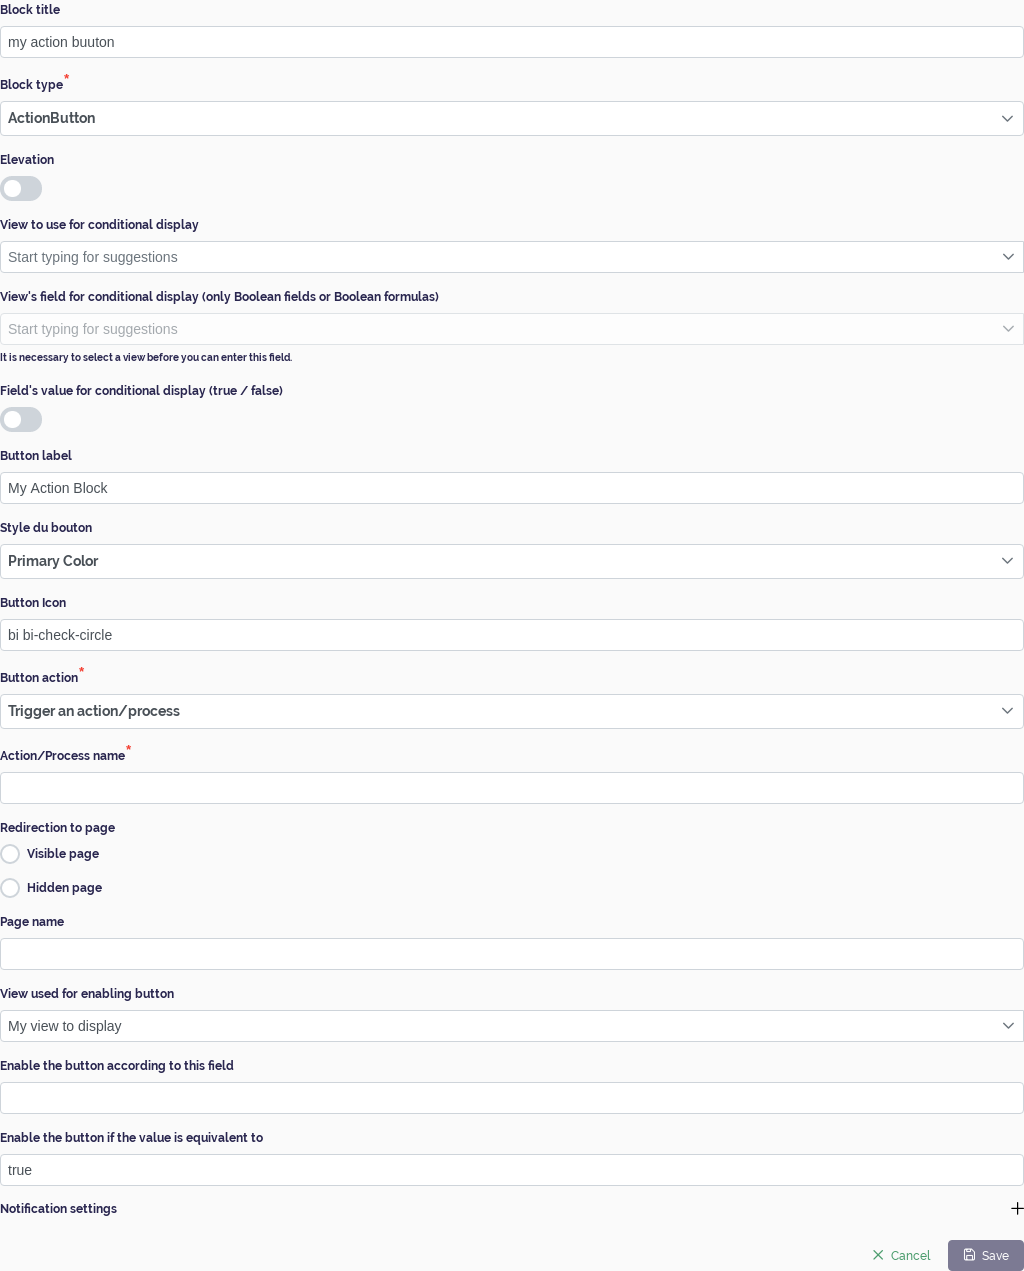 Block title
my action buuton
Block type*
ActionButton
Elevation
View to use for conditional display
Start typing for suggestions
View's field for conditional display (only Boolean fields or Boolean formulas)
Start typing for suggestions
It is necessary to select a view before you can enter this field.
Field's value for conditional display (true / false)
Button label
My Action Block
Style du bouton
Primary Color
Button Icon
bi bi-check-circle
Button action*
Trigger an action/process
Action/Process name*
Redirection to page
Visible page
Hidden page
Page name
View used for enabling button
My view to display
Enable the button according to this field
Enable the button if the value is equivalent to
true
Notification settings
Cancel Save